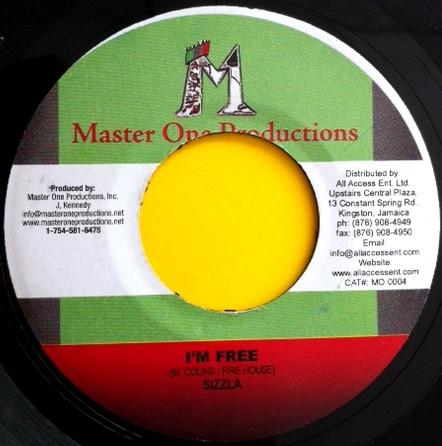 M
Master One Productions
Produced by:
Master One Productions, Inc.
J, Kennedy
info@masteroneproductions.net
www.masteroneproductions.net
1-754-581-6475
Distributed by
All Access Ent. Ltd.
Upstairs Central Plaza,
13 Constant Spring Rd.,
Kingston, Jamaica
ph: (876) 908-4949
fax: (876) 908-4950
Email
info@allaccessent.com
Website
www.allaccessent.com
CAT#: MO 0004
I'M FREE
(M. COLINS / FIRE HOUSE)
SIZZLA